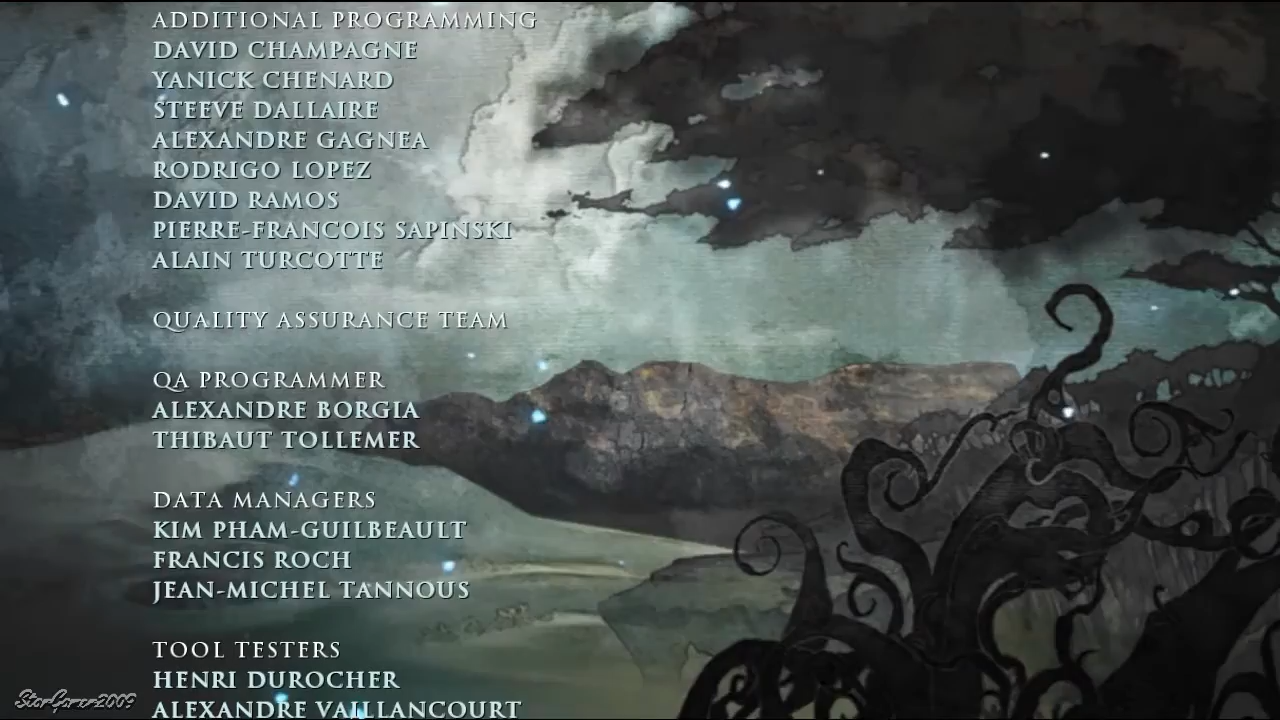 ADDITIONAL PROGRAMMING
DAVID CHAMPAGNE
YANICK CHENARD
STEEVE DALLAIRE
ALEXANDRE GAGNEA
RODRIGO LOPEZ
DAVID RAMOS
PIERRE-FRANCOIS SAPINSKI
ALAIN TURCOTTE
QUALITY ASSURANCE TEAM
QA PROGRAMMER
ALEXANDRE BORGIA
THIBAUT TOLLEMER
DATA MANAGERS
KIM PHAM-GUILBEAULT
FRANCIS ROCH
JEAN-MICHEL TANNOUS
TOOL TESTERS
HENRI DUROCHER
ALEXANDRE VAILLANCOURT
StarGamer2009